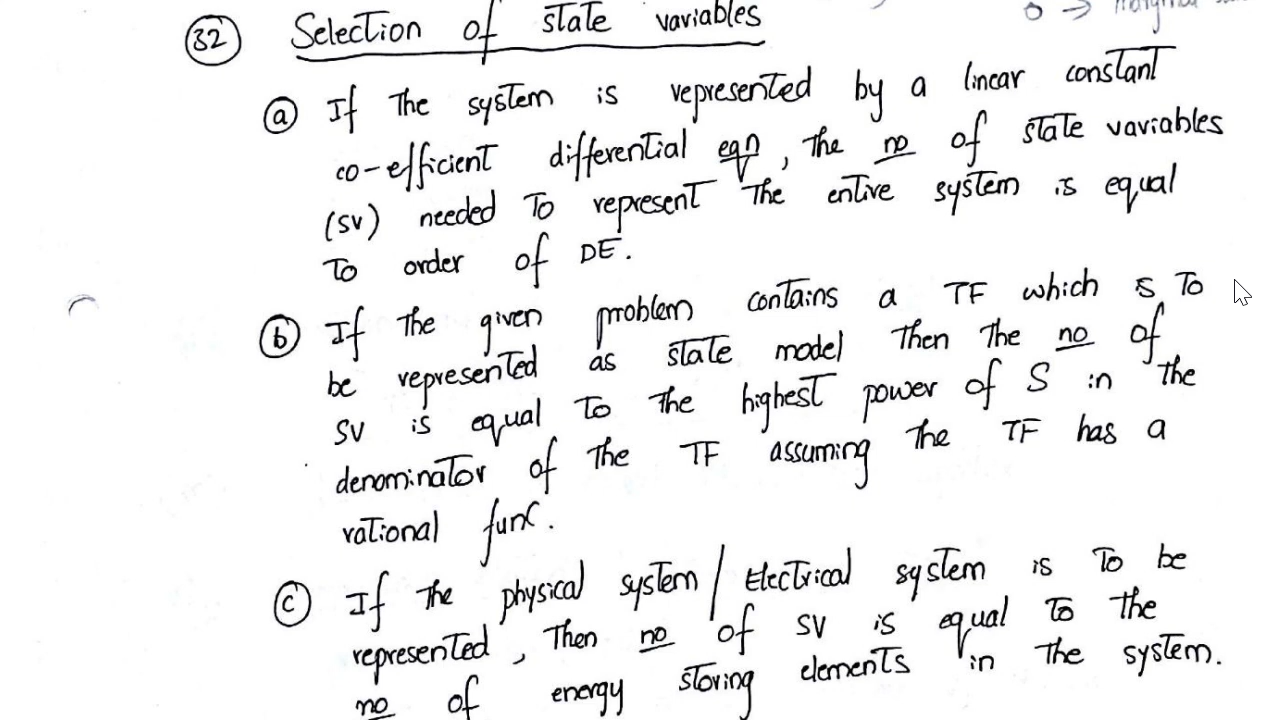 0 →
32 Selection of state variables
a If the system is represented by a linear constant
co-efficient differential eqn, the no of state variables
(SV) needed to represent the entire system is equal
to order of DE.
b If the given problem contains a TF which is to
be represented as state model then the no of
SV is equal to the highest power of S in the
denominator of the TF assuming the TF has a
rational func.
c If the physical system / Electrical system is to be
represented, then no of SV is equal to the
no of energy storing elements in the system.